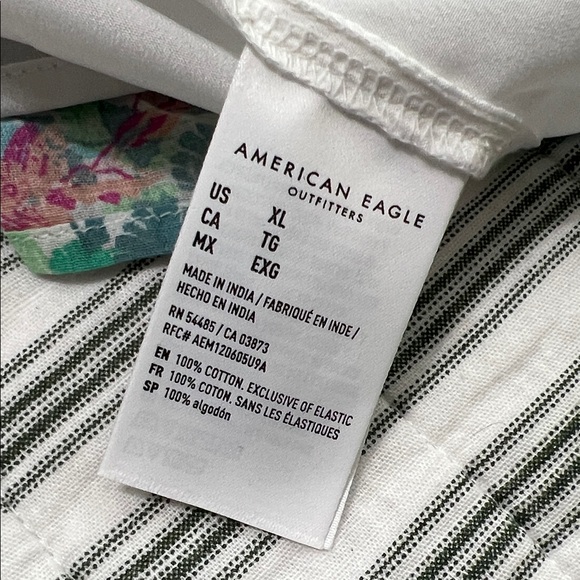 AMERICAN EAGLE
OUTFITTERS
US XL
CA TG
MX EXG
MADE IN INDIA / FABRIQUÉ EN INDE /
HECHO EN INDIA
RN 54485 / CA 03873
RFC# AEM120605U9A
EN 100% COTTON. EXCLUSIVE OF ELASTIC
FR 100% COTON. SANS LES ÉLASTIQUES
SP 100% algodón